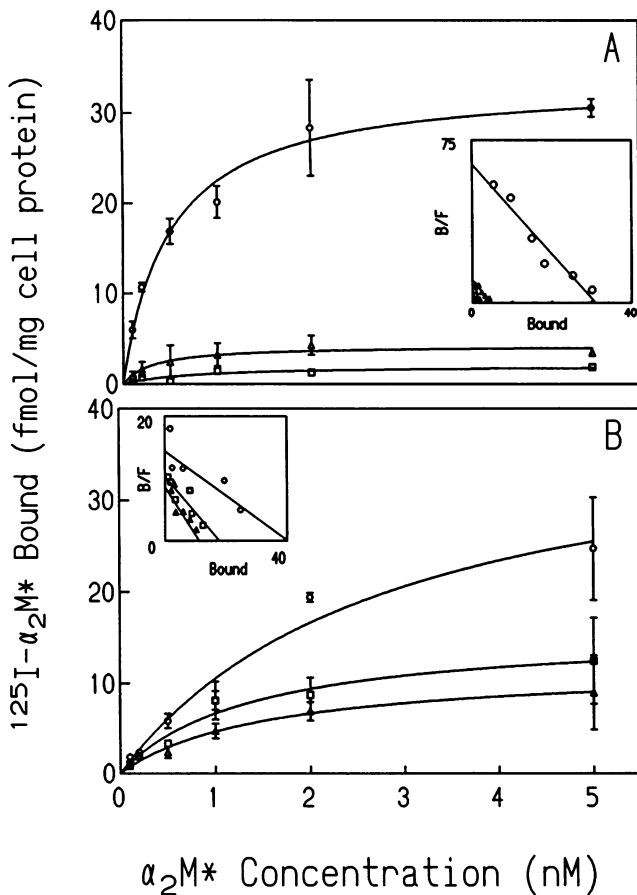 ¹²⁵I-α₂M* Bound (fmol/mg cell protein)
A
40
30
20
10
0
75
B/F
0
40
Bound
B
40
30
20
10
0
20
B/F
0
40
Bound
0
1
2
3
4
5
α₂M* Concentration (nM)